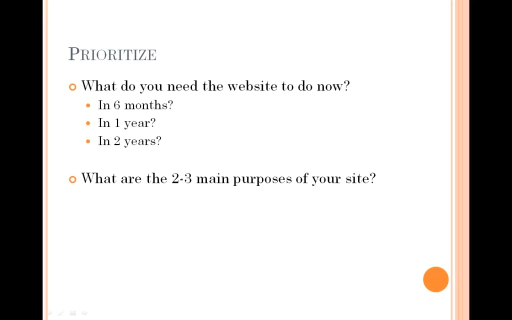 PRIORITIZE
What do you need the website to do now?
In 6 months?
In 1 year?
In 2 years?
What are the 2-3 main purposes of your site?